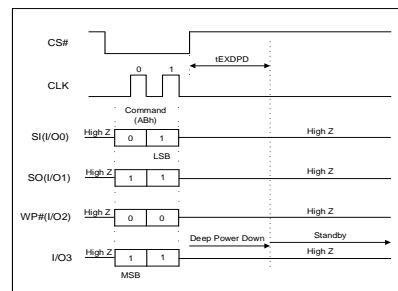 CS#
tEXDPD
0 1
CLK
Command
(ABh)
SI(I/O0) High Z 0 1 High Z
LSB
SO(I/O1) High Z 1 1 High Z
WP#(I/O2) High Z 0 0 High Z
Deep Power Down Standby
I/O3 High Z 1 1 High Z
MSB